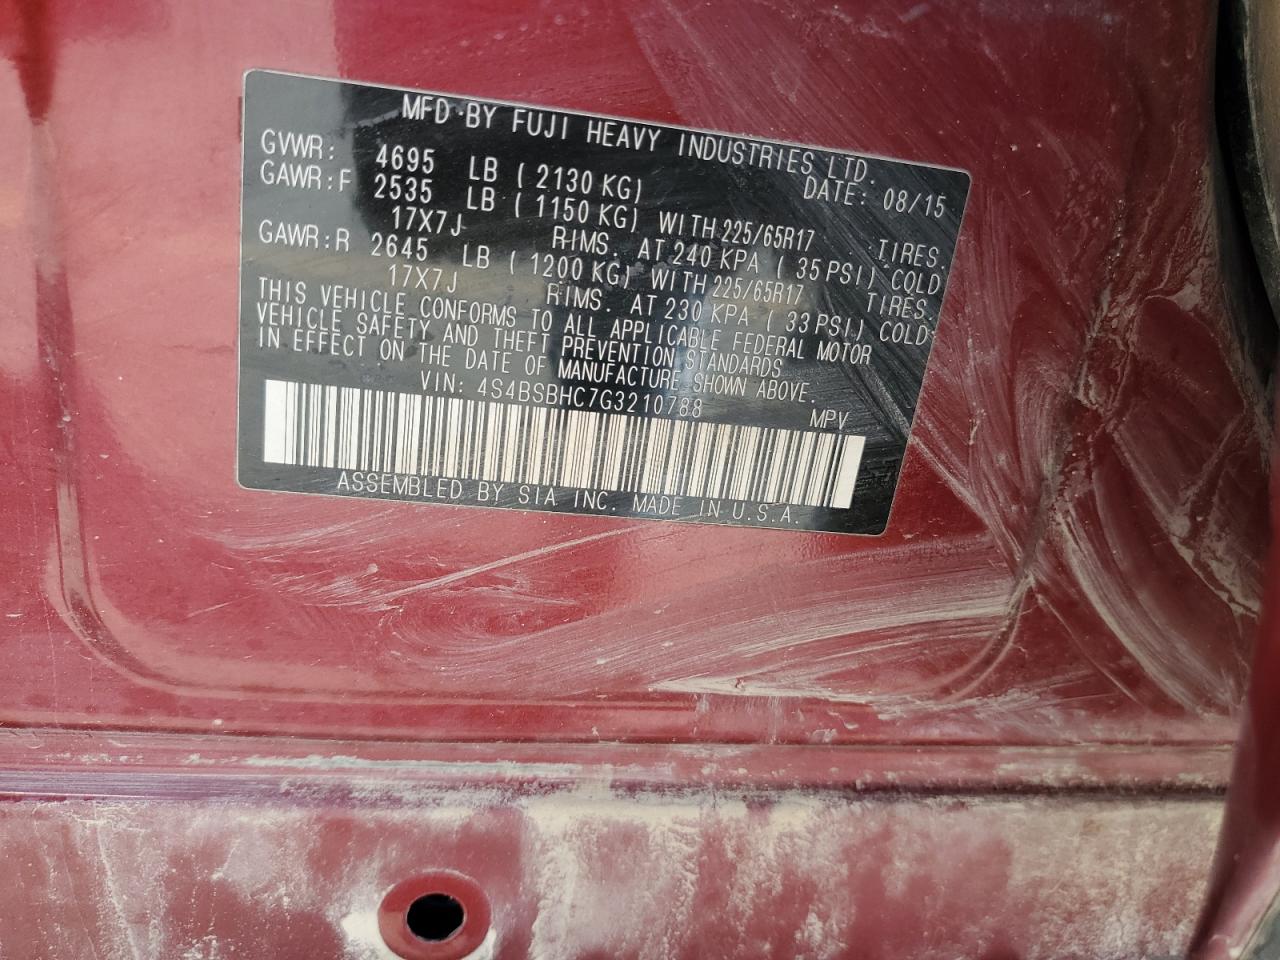 MFD·BY FUJI HEAVY INDUSTRIES LTD.
GVWR: 4695 LB ( 2130 KG) DATE: 08/15
GAWR:F 2535 LB ( 1150 KG) WITH 225/65R17 TIRES.
17X7J RIMS. AT 240 KPA ( 35 PSI) COLD
GAWR:R 2645 LB ( 1200 KG) WITH 225/65R17 TIRES.
17X7J RIMS. AT 230 KPA ( 33 PSI) COLD
THIS VEHICLE CONFORMS TO ALL APPLICABLE FEDERAL MOTOR
VEHICLE SAFETY AND THEFT PREVENTION STANDARDS
IN EFFECT ON THE DATE OF MANUFACTURE SHOWN ABOVE.
VIN: 4S4BSBHC7G3210788 MPV
ASSEMBLED BY SIA INC. MADE IN U.S.A.